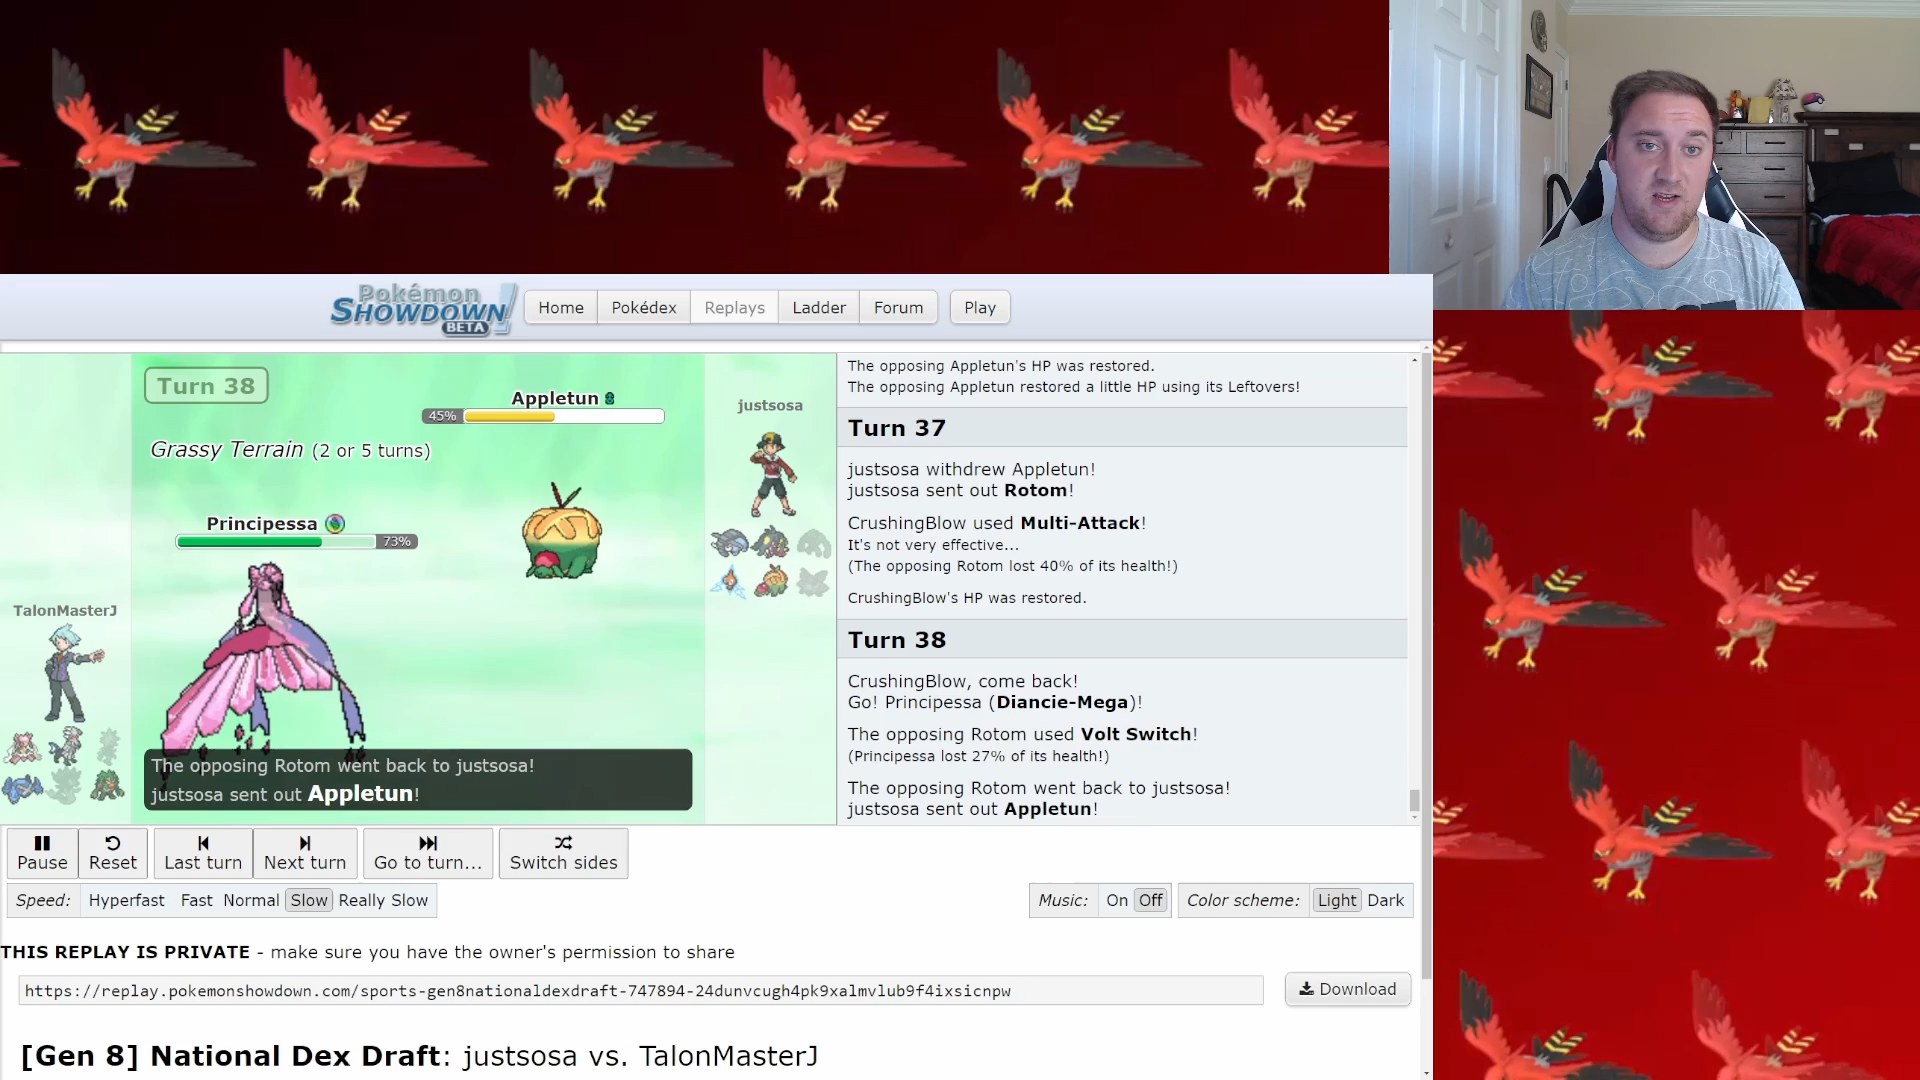 Pokémon
SHOWDOWN!
BETA
Home
Pokédex
Replays
Ladder
Forum
Play
Turn 38
Appletun
45%
Grassy Terrain (2 or 5 turns)
Principessa
73%
justsosa
TalonMasterJ
The opposing Rotom went back to justsosa!
justsosa sent out Appletun!
The opposing Appletun's HP was restored.
The opposing Appletun restored a little HP using its Leftovers!
Turn 37
justsosa withdrew Appletun!
justsosa sent out Rotom!
CrushingBlow used Multi-Attack!
It's not very effective...
(The opposing Rotom lost 40% of its health!)
CrushingBlow's HP was restored.
Turn 38
CrushingBlow, come back!
Go! Principessa (Diancie-Mega)!
The opposing Rotom used Volt Switch!
(Principessa lost 27% of its health!)
The opposing Rotom went back to justsosa!
justsosa sent out Appletun!
Pause
Reset
Last turn
Next turn
Go to turn...
Switch sides
Speed: Hyperfast Fast Normal Slow Really Slow
Music: On Off
Color scheme: Light Dark
THIS REPLAY IS PRIVATE - make sure you have the owner's permission to share
https://replay.pokemonshowdown.com/sports-gen8nationaldexdraft-747894-24dunvcugh4pk9xalmvlub9f4ixsicnpw
Download
[Gen 8] National Dex Draft: justsosa vs. TalonMasterJ